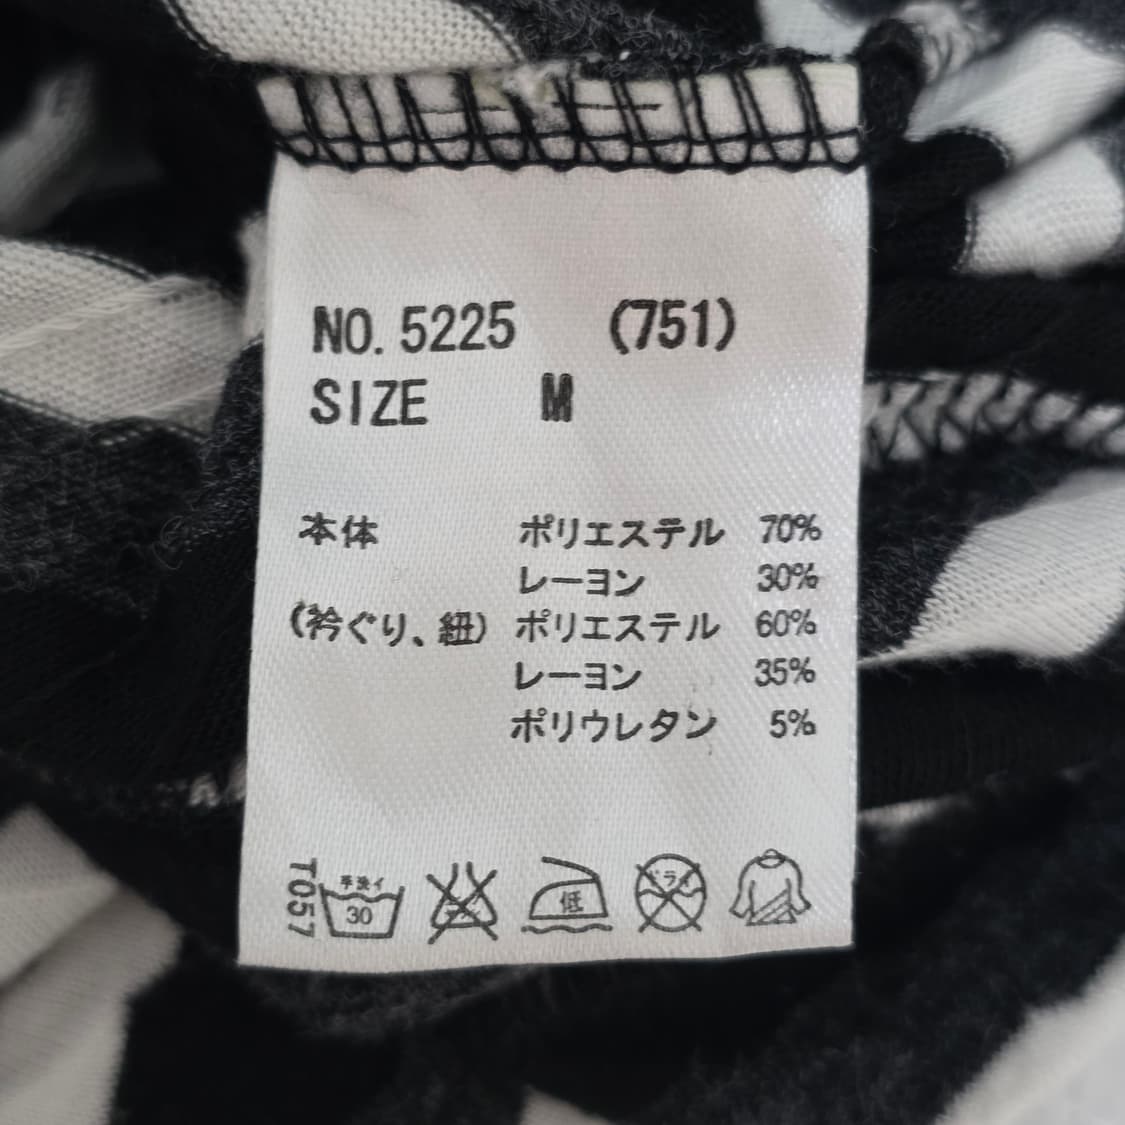 NO. 5225 (751)
SIZE M
本体 ポリエステル 70%
レーヨン 30%
(衿ぐり、紐) ポリエステル 60%
レーヨン 35%
ポリウレタン 5%
T057
手洗イ
30
低
ドライ